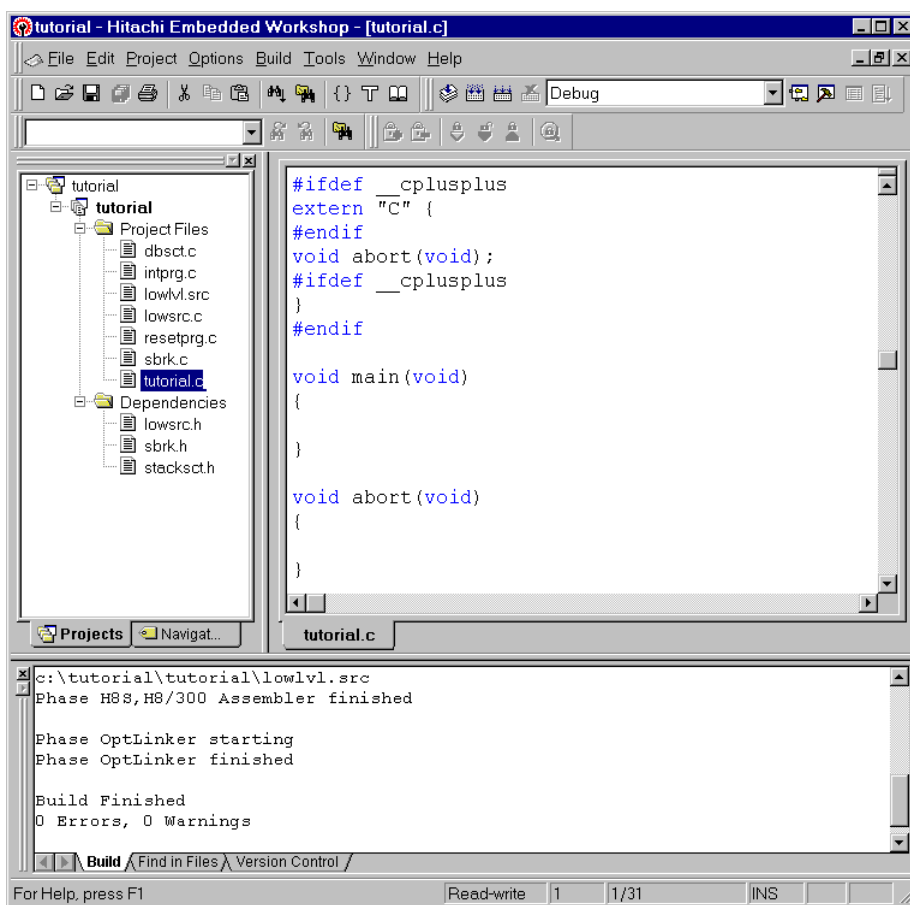 tutorial - Hitachi Embedded Workshop - [tutorial.c]
File Edit Project Options Build Tools Window Help
Debug
tutorial
tutorial
Project Files
dbsct.c
intprg.c
lowlvl.src
lowsrc.c
resetprg.c
sbrk.c
tutorial.c
Dependencies
lowsrc.h
sbrk.h
stacksct.h
Projects Navigat...
#ifdef __cplusplus
extern "C" {
#endif
void abort(void);
#ifdef __cplusplus
}
#endif
void main(void)
{
}
void abort(void)
{
}
tutorial.c
c:\tutorial\tutorial\lowlvl.src
Phase H8S,H8/300 Assembler finished
Phase OptLinker starting
Phase OptLinker finished
Build Finished
0 Errors, 0 Warnings
Build Find in Files Version Control
For Help, press F1 Read-write 1 1/31 INS